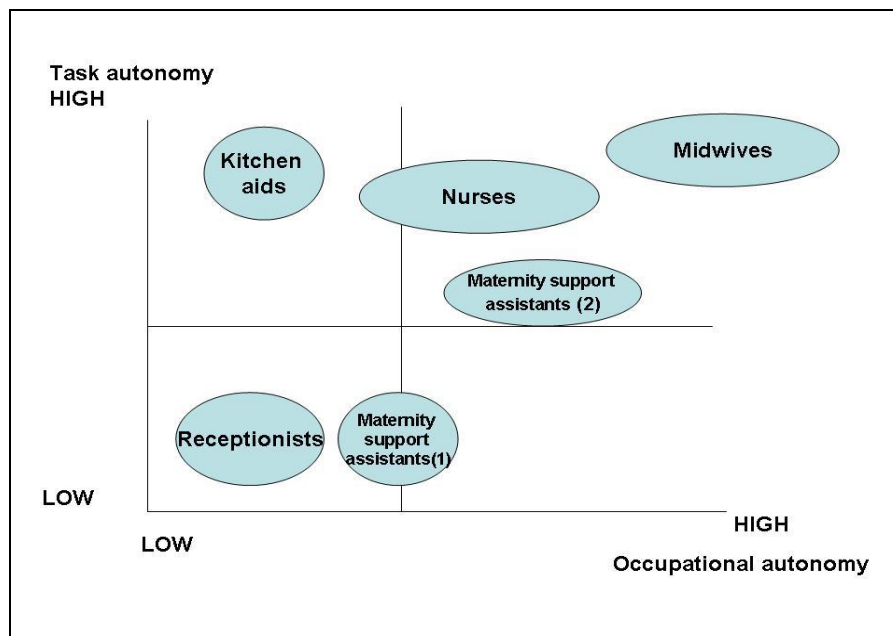 Task autonomy
HIGH
Kitchen
aids
Midwives
Nurses
Maternity support
assistants (2)
Receptionists
Maternity
support
assistants(1)
LOW
LOW
HIGH
Occupational autonomy